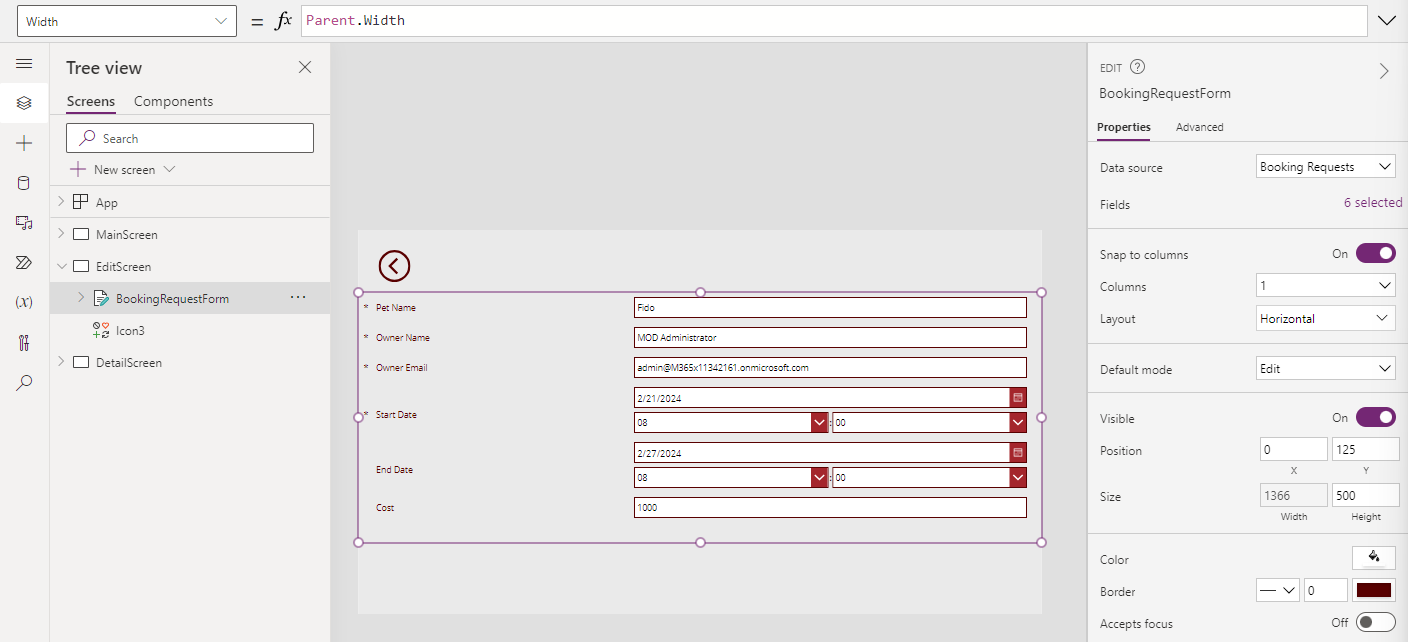 Width = fx Parent.Width
Tree view
Screens Components
Search
New screen
App
MainScreen
EditScreen
BookingRequestForm ...
Icon3
DetailScreen
(x)
* Pet Name Fido
* Owner Name MOD Administrator
* Owner Email admin@M365x11342161.onmicrosoft.com
2/21/2024
* Start Date
08 : 00
2/27/2024
End Date
08 : 00
Cost 1000
EDIT ?
BookingRequestForm
Properties Advanced
Data source Booking Requests
Fields 6 selected
Snap to columns On
Columns 1
Layout Horizontal
Default mode Edit
Visible On
Position 0 125
X Y
Size 1366 500
Width Height
Color
Border 0
Accepts focus Off